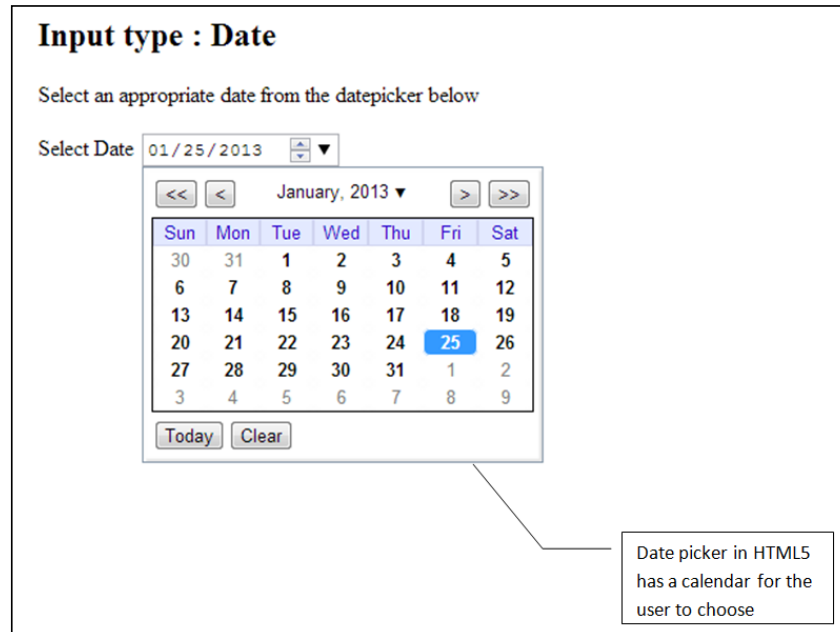 Input type : Date
Select an appropriate date from the datepicker below
Select Date 01/25/2013 ▼
<< < January, 2013 ▼ > >>
Sun Mon Tue Wed Thu Fri Sat
30 31 1 2 3 4 5
6 7 8 9 10 11 12
13 14 15 16 17 18 19
20 21 22 23 24 25 26
27 28 29 30 31 1 2
3 4 5 6 7 8 9
Today Clear
Date picker in HTML5
has a calendar for the
user to choose